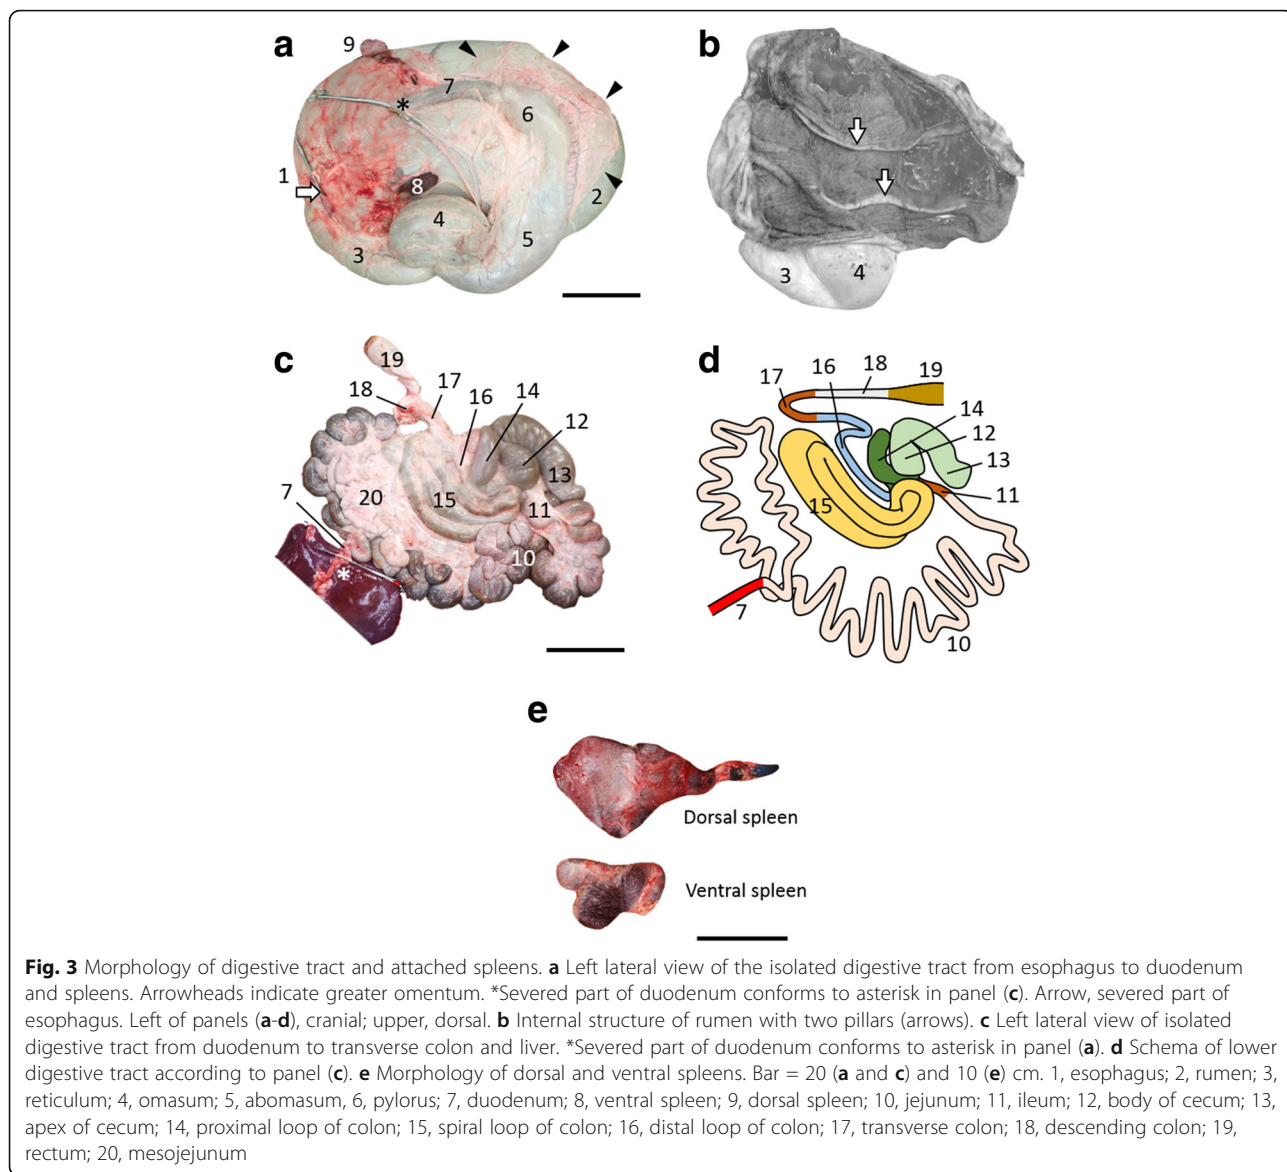 a
9
7
*
6
1
8
2
4
5
3
b
3
4
c
19
18
17
16
14
12
13
20
15
11
7
10
*
d
17
16
18
19
14
12
13
15
11
7
10
e
Dorsal spleen
Ventral spleen
Fig. 3 Morphology of digestive tract and attached spleens. a Left lateral view of the isolated digestive tract from esophagus to duodenum
and spleens. Arrowheads indicate greater omentum. *Severed part of duodenum conforms to asterisk in panel (c). Arrow, severed part of
esophagus. Left of panels (a-d), cranial; upper, dorsal. b Internal structure of rumen with two pillars (arrows). c Left lateral view of isolated
digestive tract from duodenum to transverse colon and liver. *Severed part of duodenum conforms to asterisk in panel (a). d Schema of lower
digestive tract according to panel (c). e Morphology of dorsal and ventral spleens. Bar = 20 (a and c) and 10 (e) cm. 1, esophagus; 2, rumen; 3,
reticulum; 4, omasum; 5, abomasum, 6, pylorus; 7, duodenum; 8, ventral spleen; 9, dorsal spleen; 10, jejunum; 11, ileum; 12, body of cecum; 13,
apex of cecum; 14, proximal loop of colon; 15, spiral loop of colon; 16, distal loop of colon; 17, transverse colon; 18, descending colon; 19,
rectum; 20, mesojejunum